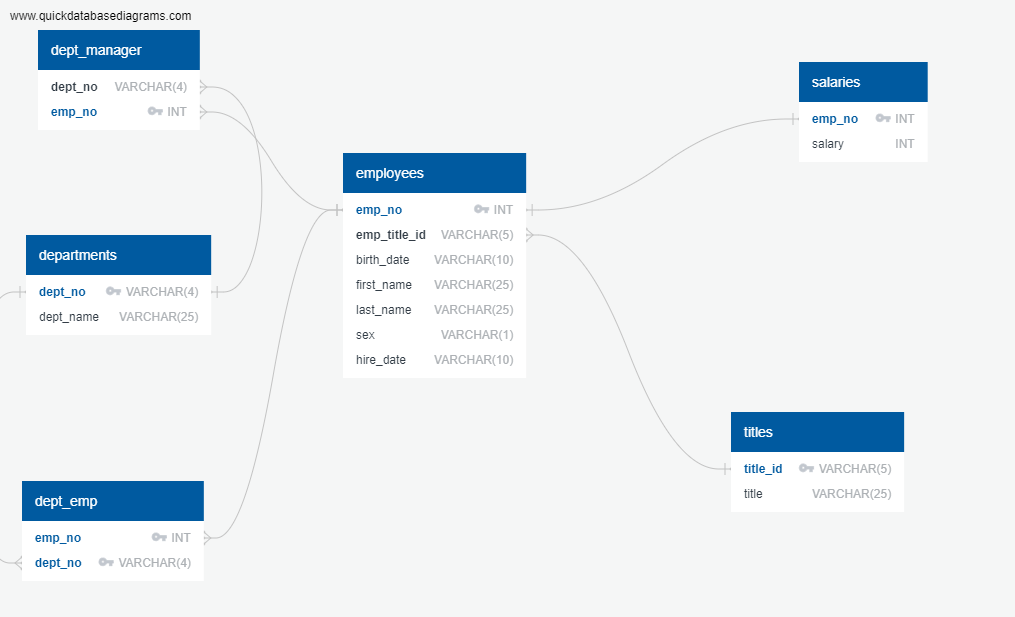 www.quickdatabasediagrams.com
dept_manager
dept_no VARCHAR(4)
emp_no INT
departments
dept_no VARCHAR(4)
dept_name VARCHAR(25)
dept_emp
emp_no INT
dept_no VARCHAR(4)
employees
emp_no INT
emp_title_id VARCHAR(5)
birth_date VARCHAR(10)
first_name VARCHAR(25)
last_name VARCHAR(25)
sex VARCHAR(1)
hire_date VARCHAR(10)
salaries
emp_no INT
salary INT
titles
title_id VARCHAR(5)
title VARCHAR(25)